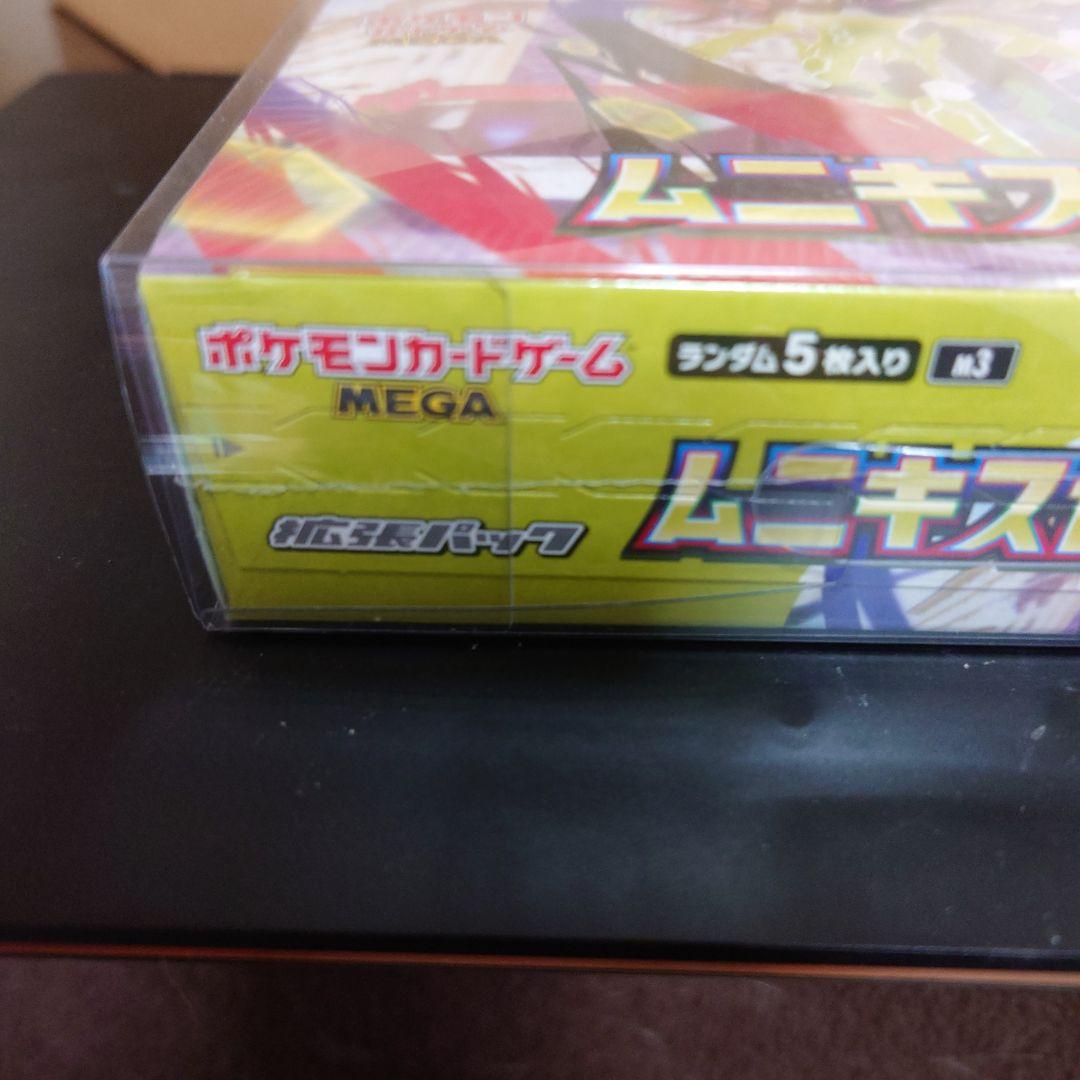 ムニキス
ポケモンカードゲーム
MEGA
ランダム5枚入り
M3
拡張パック
ムニキス